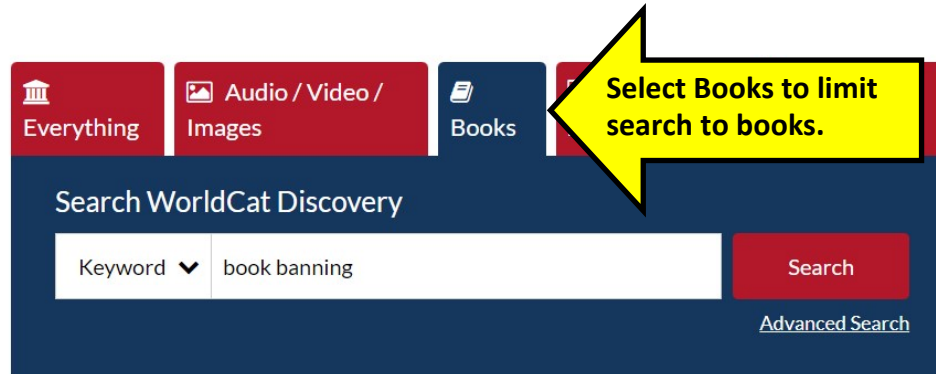 Everything
Audio / Video /
Images
Books
Select Books to limit
search to books.
Search WorldCat Discovery
Keyword
book banning
Search
Advanced Search